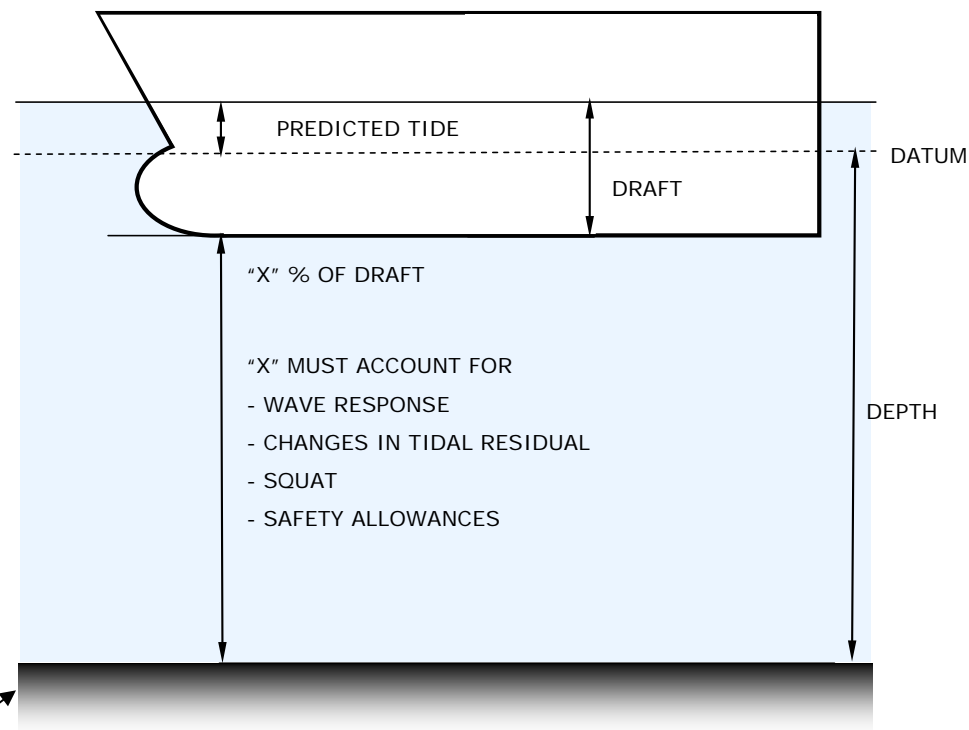 PREDICTED TIDE
DATUM
DRAFT
“X” % OF DRAFT
“X” MUST ACCOUNT FOR
- WAVE RESPONSE
DEPTH
- CHANGES IN TIDAL RESIDUAL
- SQUAT
- SAFETY ALLOWANCES